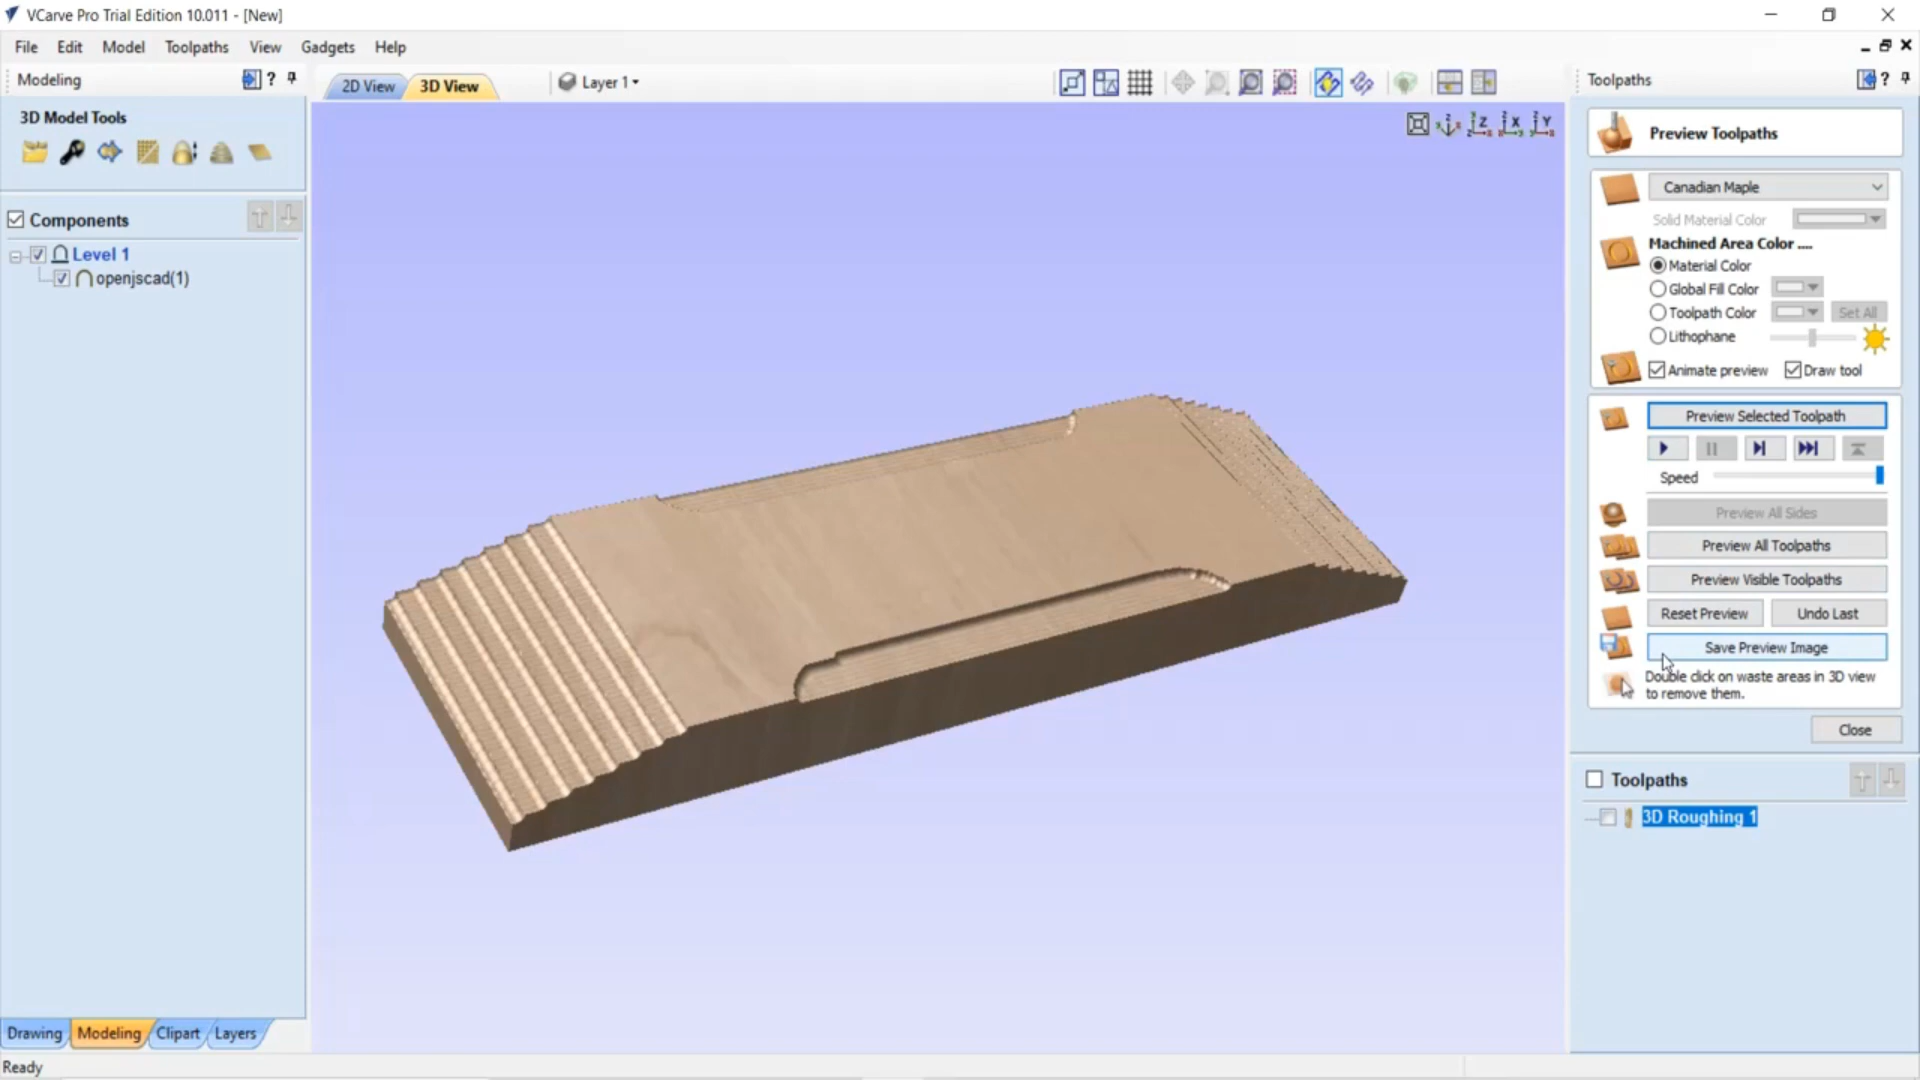 VCarve Pro Trial Edition 10.011 - [New]
File Edit Model Toolpaths View Gadgets Help
Modeling
?
2D View
3D View
Layer 1
Toolpaths
?
3D Model Tools
Components
Level 1
openjscad(1)
Preview Toolpaths
Canadian Maple
Solid Material Color
Machined Area Color ....
Material Color
Global Fill Color
Toolpath Color
Set All
Lithophane
Animate preview
Draw tool
Preview Selected Toolpath
Speed
Preview All Sides
Preview All Toolpaths
Preview Visible Toolpaths
Reset Preview
Undo Last
Save Preview Image
Double click on waste areas in 3D view
to remove them.
Close
Toolpaths
3D Roughing 1
Drawing Modeling Clipart Layers
Ready